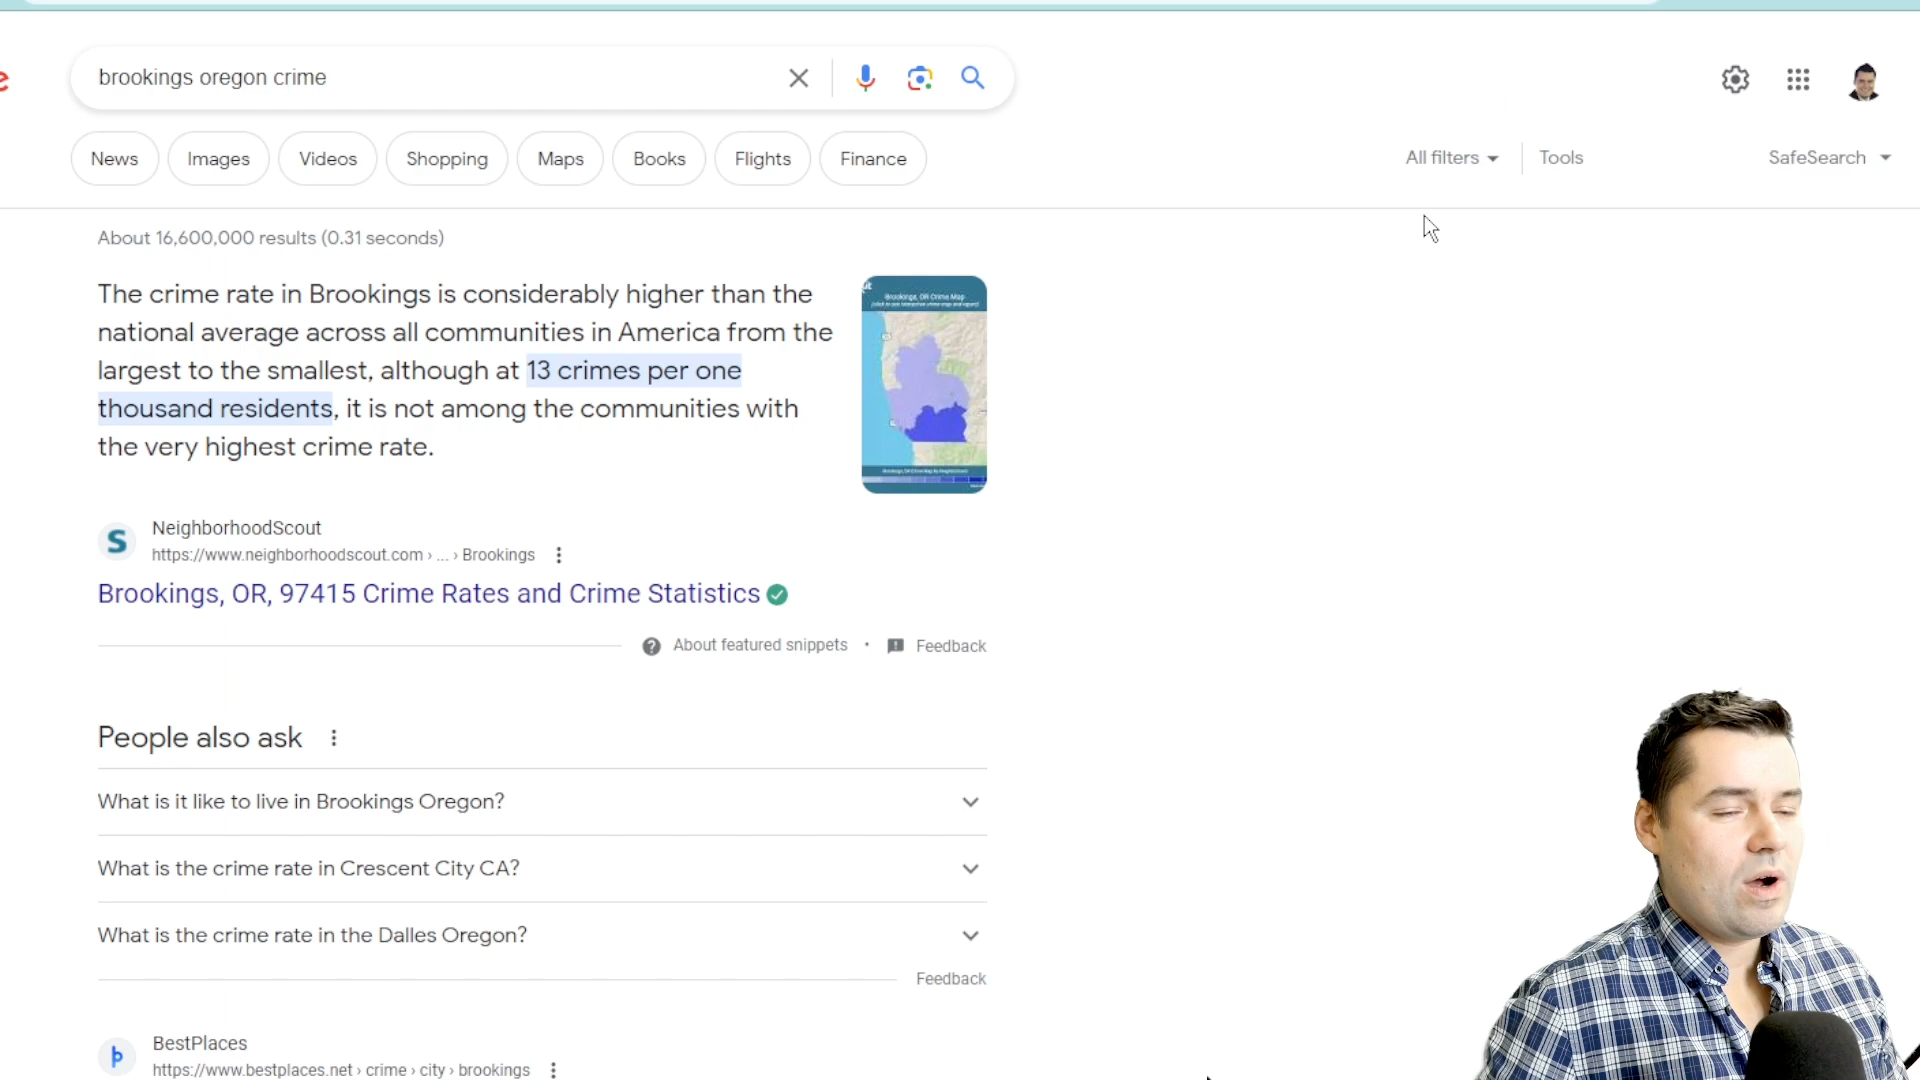 e
brookings oregon crime
News
Images
Videos
Shopping
Maps
Books
Flights
Finance
All filters
Tools
SafeSearch
About 16,600,000 results (0.31 seconds)
The crime rate in Brookings is considerably higher than the
national average across all communities in America from the
largest to the smallest, although at 13 crimes per one
thousand residents, it is not among the communities with
the very highest crime rate.
Brookings, OR Crime Map
S
NeighborhoodScout
https://www.neighborhoodscout.com › ... › Brookings
Brookings, OR, 97415 Crime Rates and Crime Statistics
About featured snippets • Feedback
People also ask
What is it like to live in Brookings Oregon?
What is the crime rate in Crescent City CA?
What is the crime rate in the Dalles Oregon?
Feedback
BestPlaces
https://www.bestplaces.net › crime › city › brookings